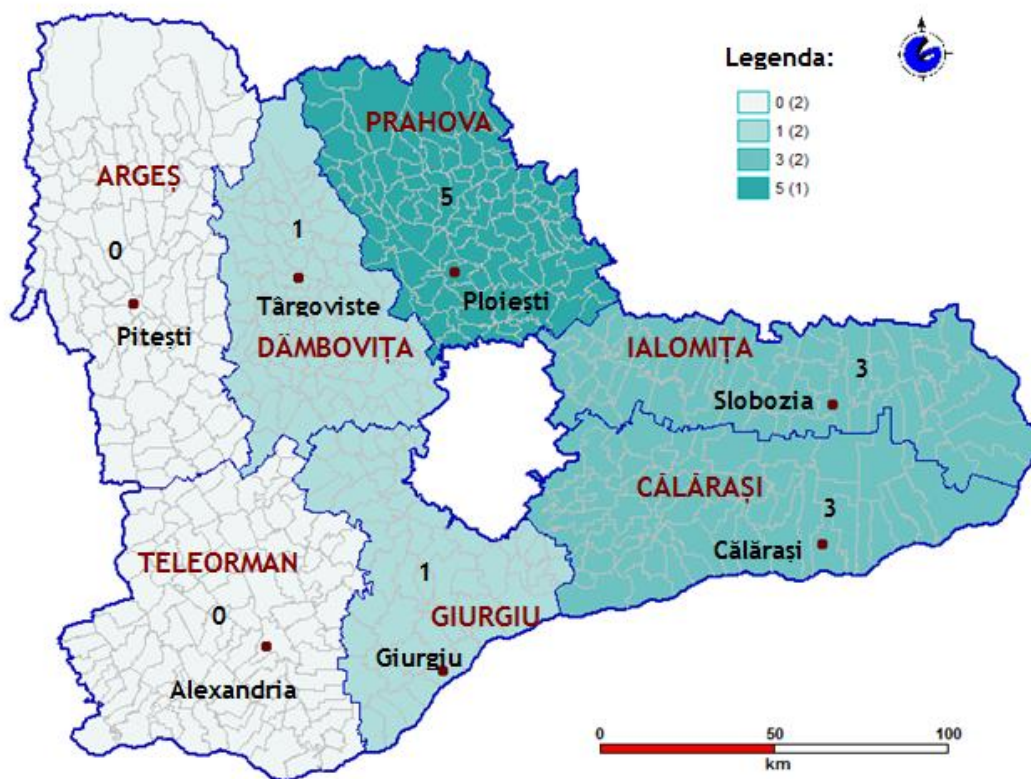 Legenda:
0 (2)
1 (2)
3 (2)
5 (1)
PRAHOVA
5
Ploiești
ARGEȘ
0
Pitești
1
Târgoviste
DÂMBOVIȚA
IALOMIȚA
3
Slobozia
CĂLĂRAȘI
3
Călărași
TELEORMAN
0
Alexandria
1
GIURGIU
Giurgiu
0 50 100
km